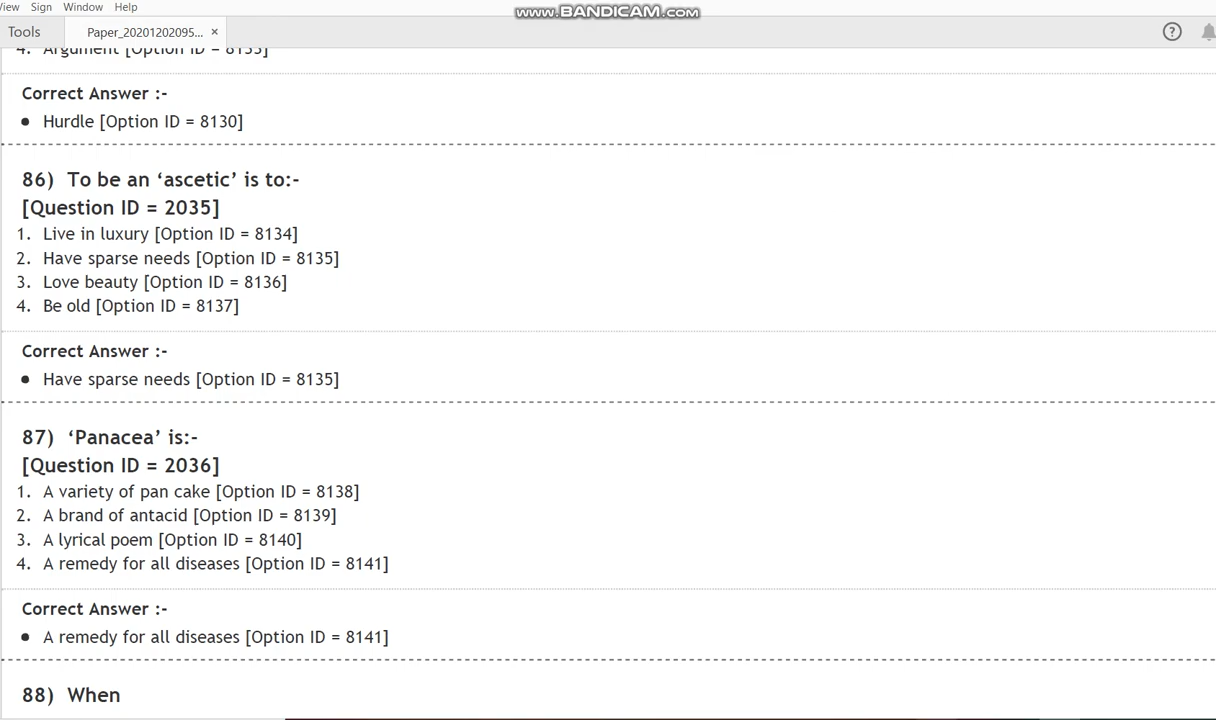 View Sign Window Help
www.BANDICAM.com
Tools Paper_20201202095... × ?
4. Argument [Option ID = 8133]
Correct Answer :-
● Hurdle [Option ID = 8130]
86) To be an ‘ascetic’ is to:-
[Question ID = 2035]
1. Live in luxury [Option ID = 8134]
2. Have sparse needs [Option ID = 8135]
3. Love beauty [Option ID = 8136]
4. Be old [Option ID = 8137]
Correct Answer :-
● Have sparse needs [Option ID = 8135]
87) ‘Panacea’ is:-
[Question ID = 2036]
1. A variety of pan cake [Option ID = 8138]
2. A brand of antacid [Option ID = 8139]
3. A lyrical poem [Option ID = 8140]
4. A remedy for all diseases [Option ID = 8141]
Correct Answer :-
● A remedy for all diseases [Option ID = 8141]
88) When